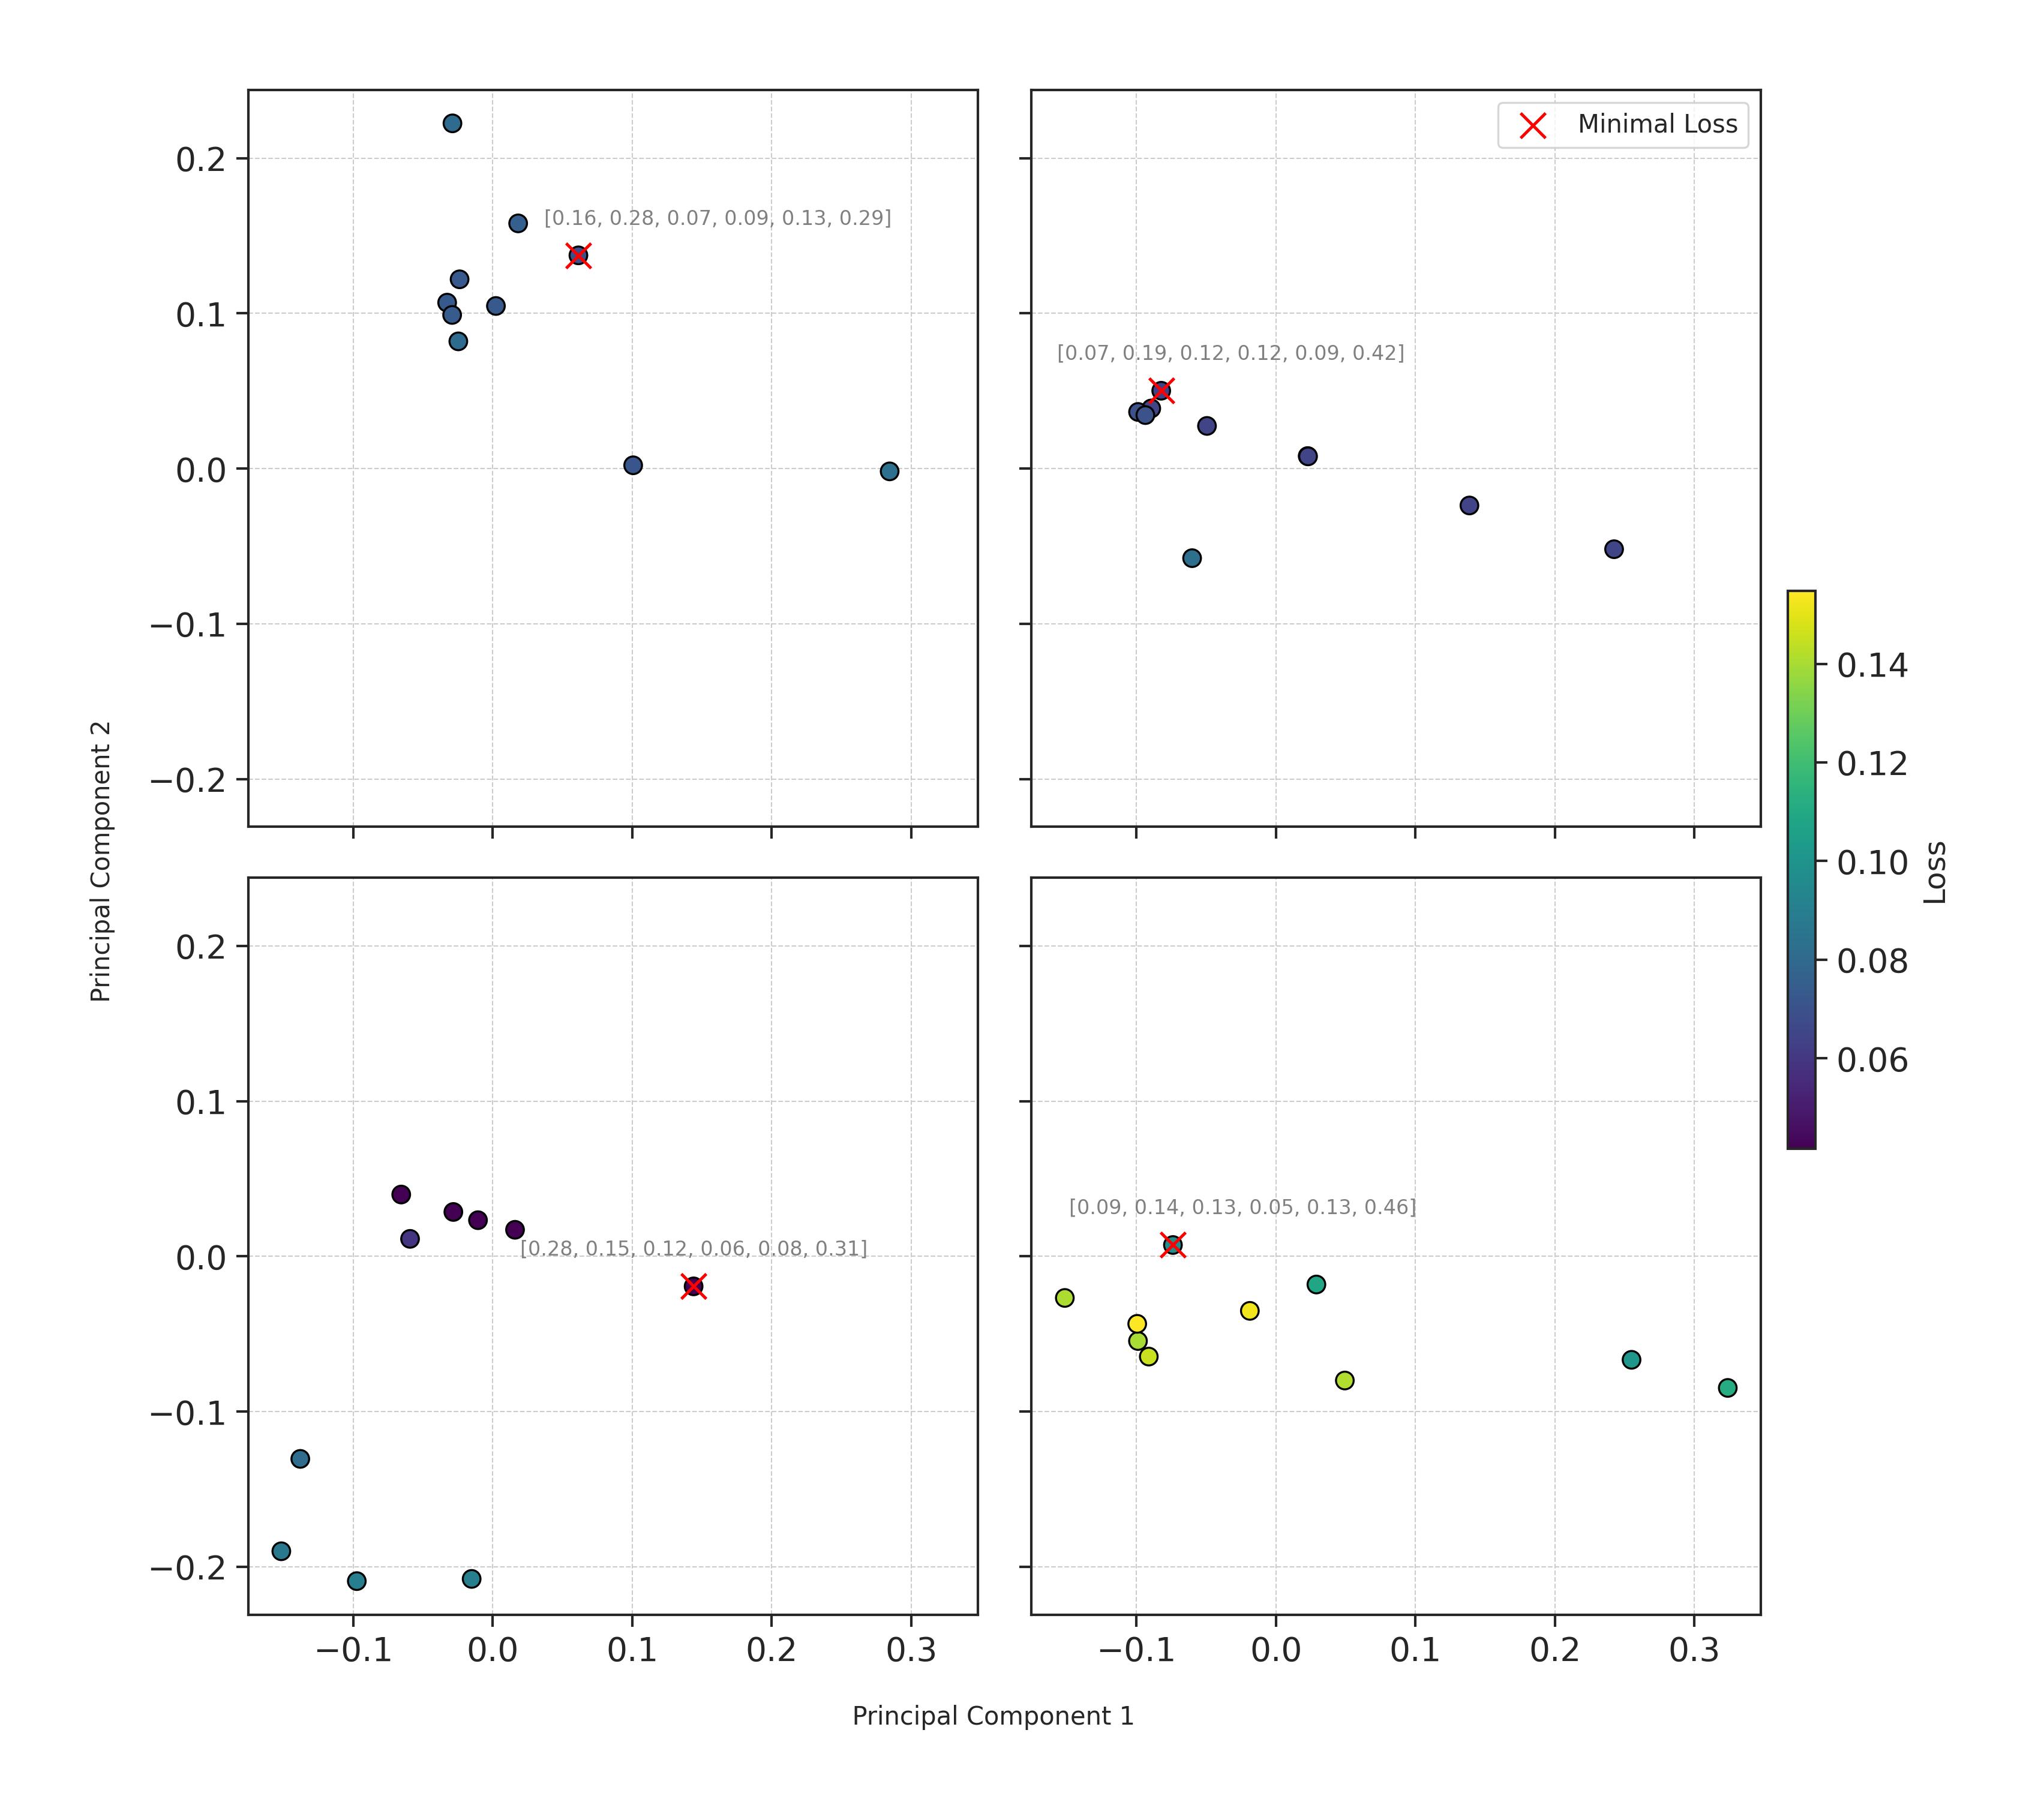 Minimal Loss
0.2
0.1
0.0
−0.1
−0.2
[0.16, 0.28, 0.07, 0.09, 0.13, 0.29]
[0.07, 0.19, 0.12, 0.12, 0.09, 0.42]
Principal Component 2
0.2
0.1
0.0
−0.1
−0.2
[0.28, 0.15, 0.12, 0.06, 0.08, 0.31]
[0.09, 0.14, 0.13, 0.05, 0.13, 0.46]
−0.1 0.0 0.1 0.2 0.3
−0.1 0.0 0.1 0.2 0.3
Principal Component 1
0.14
0.12
0.10
0.08
0.06
Loss